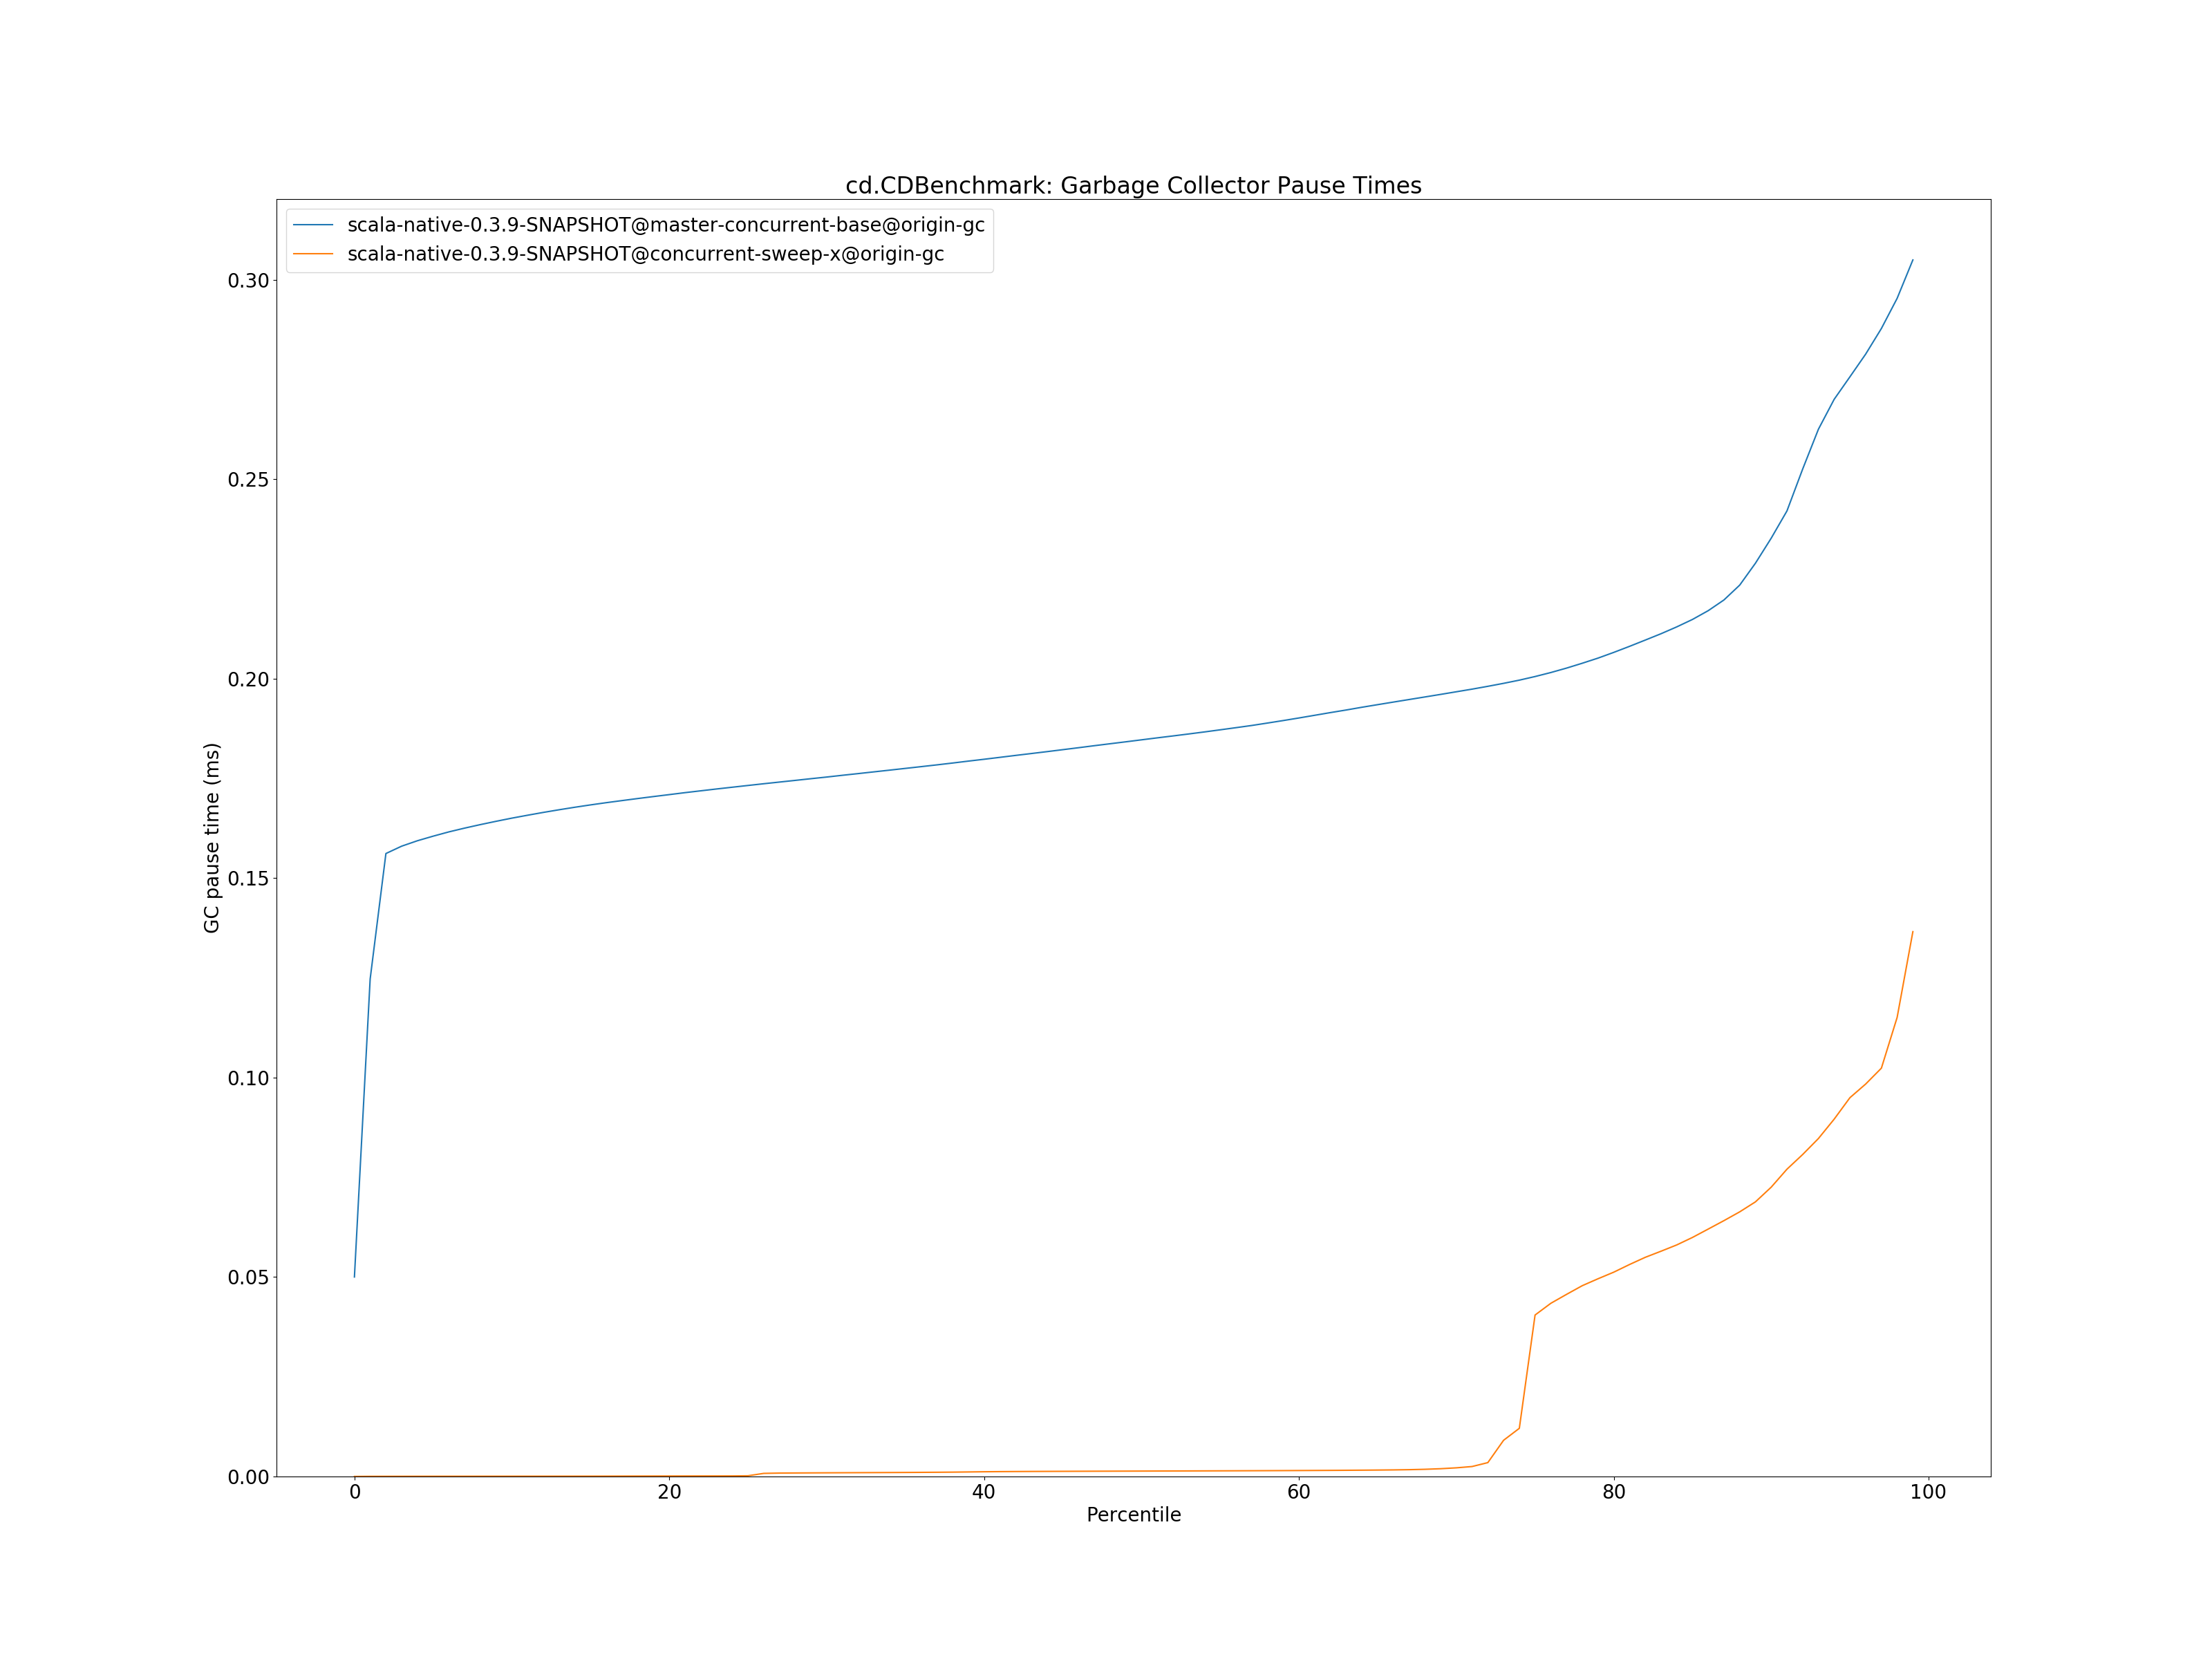 cd.CDBenchmark: Garbage Collector Pause Times
scala-native-0.3.9-SNAPSHOT@master-concurrent-base@origin-gc
scala-native-0.3.9-SNAPSHOT@concurrent-sweep-x@origin-gc
0.30
0.25
0.20
0.15
0.10
0.05
0.00
GC pause time (ms)
0 20 40 60 80 100
Percentile